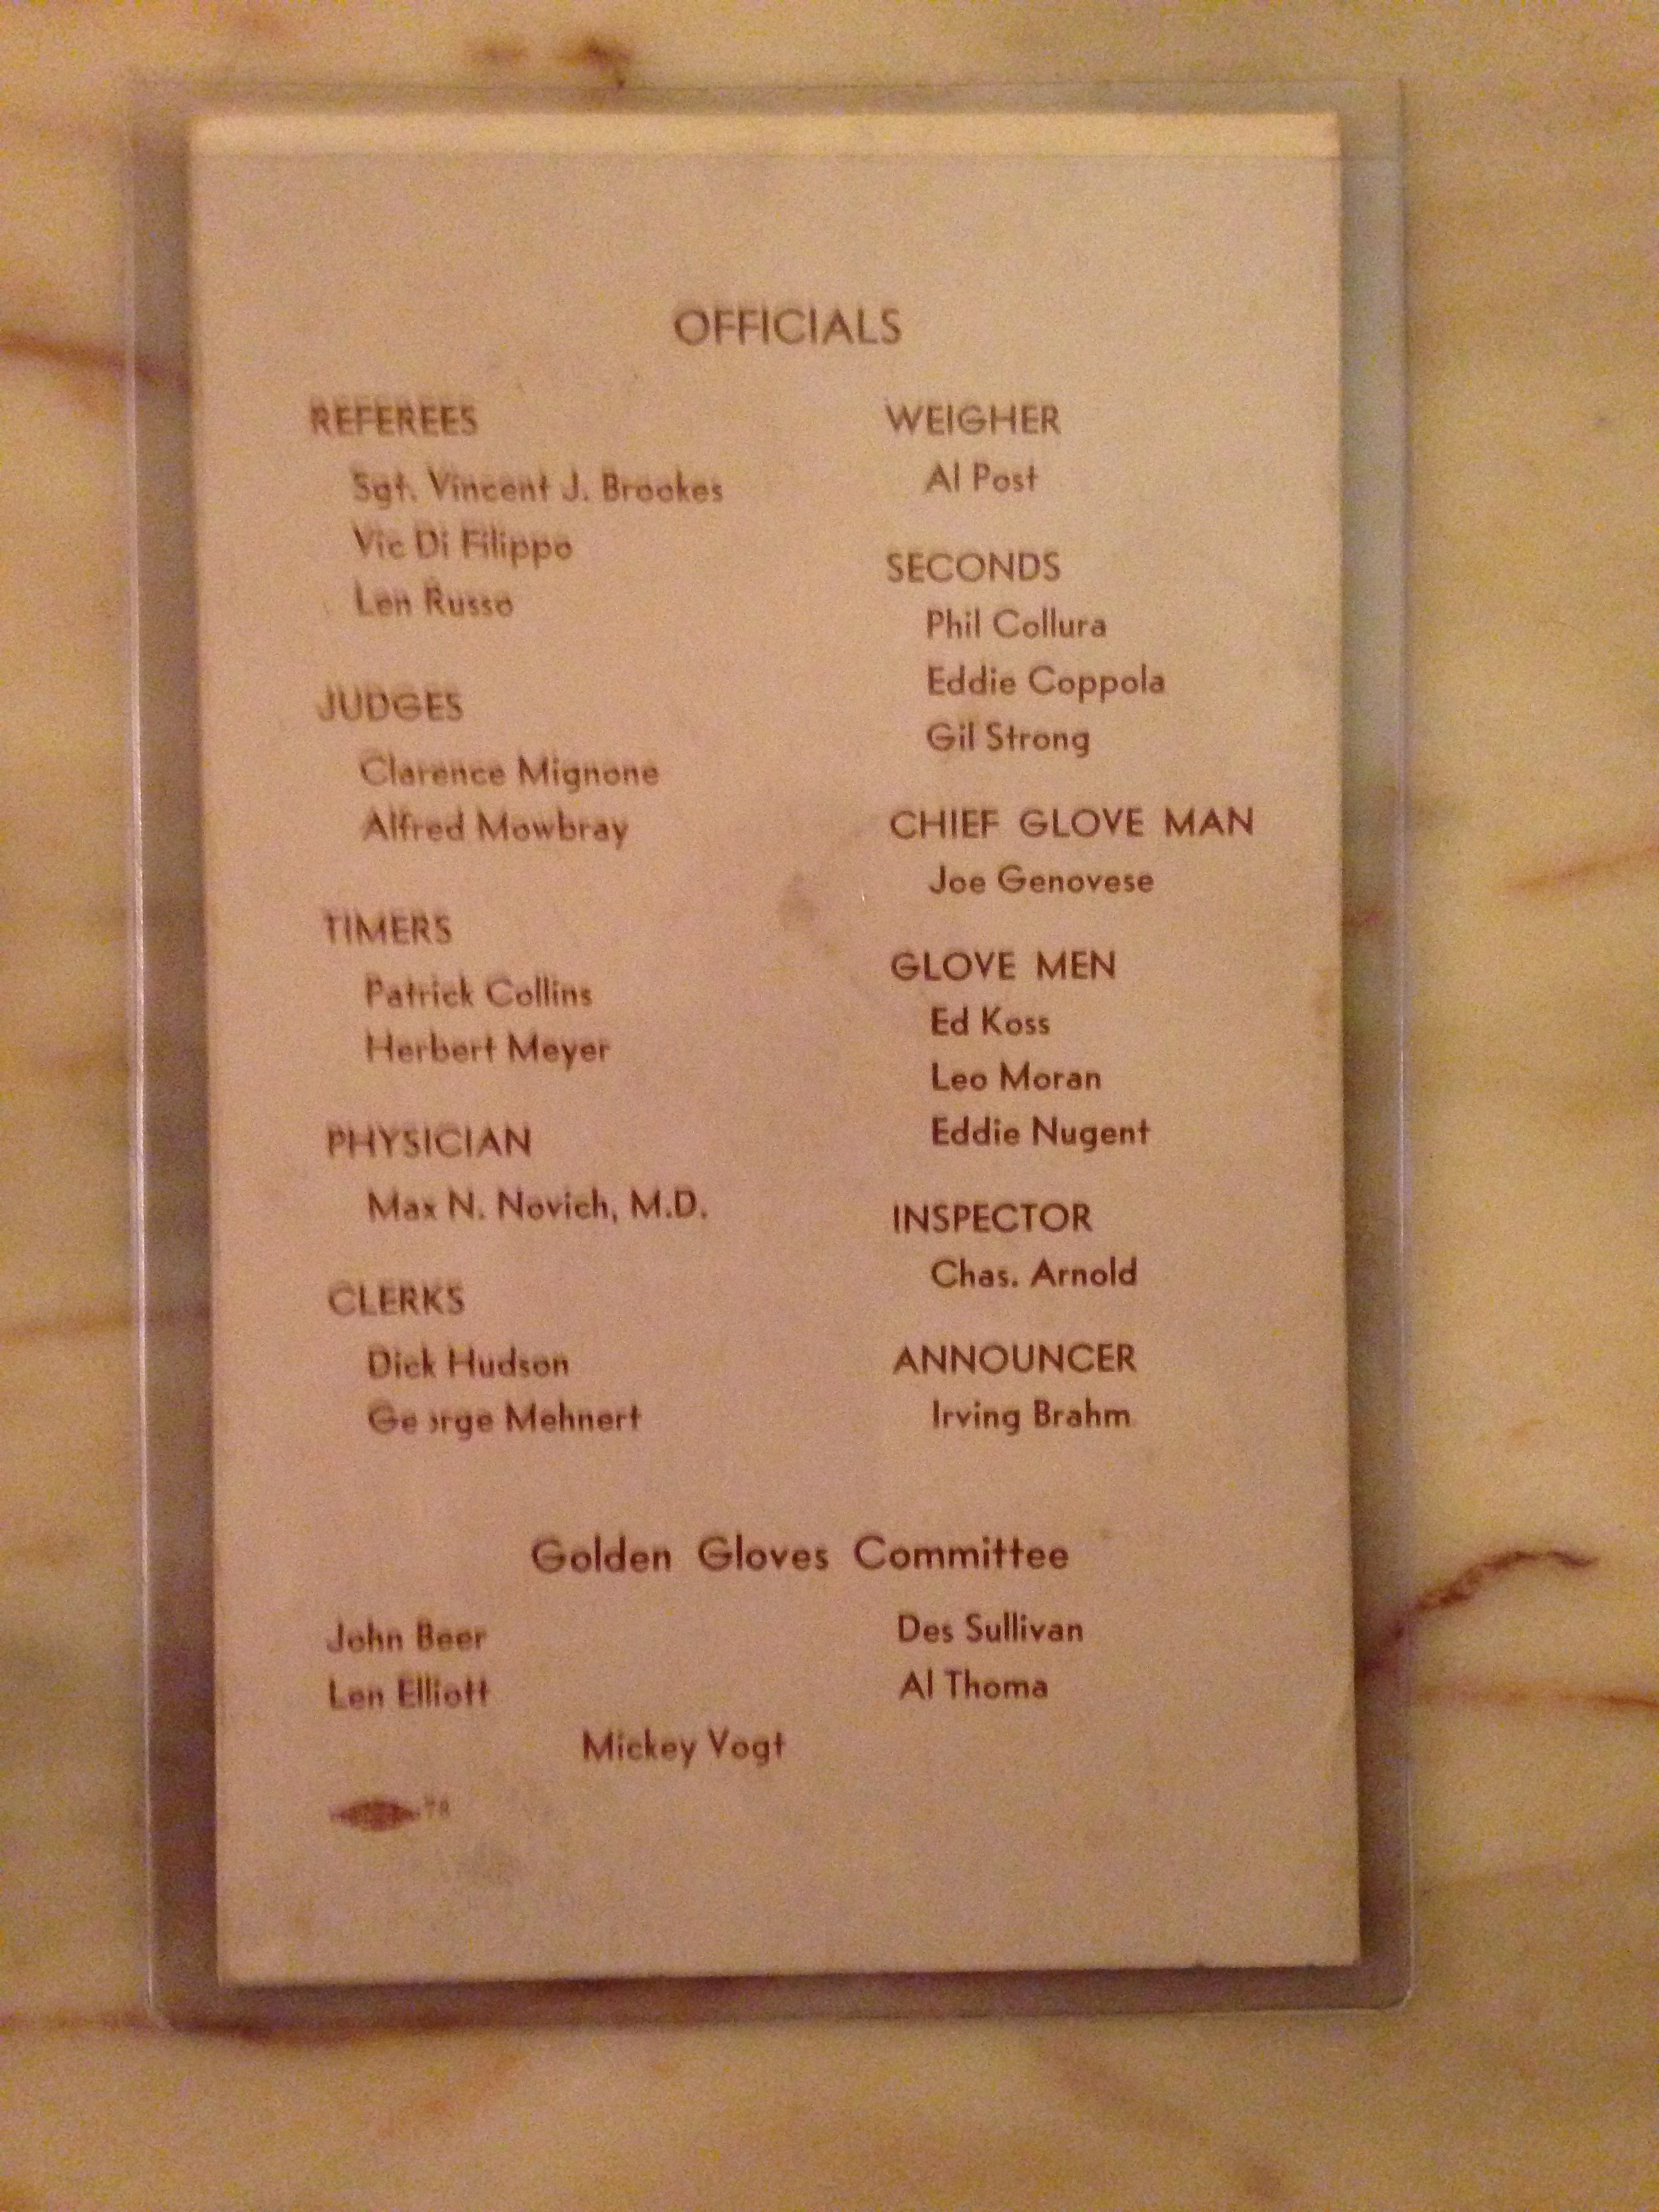 OFFICIALS
REFEREES
Sgt. Vincent J. Brookes
Vic Di Filippo
Len Russo
JUDGES
Clarence Mignone
Alfred Mowbray
TIMERS
Patrick Collins
Herbert Meyer
PHYSICIAN
Max N. Novich, M.D.
CLERKS
Dick Hudson
George Mehnert
WEIGHER
Al Post
SECONDS
Phil Collura
Eddie Coppola
Gil Strong
CHIEF GLOVE MAN
Joe Genovese
GLOVE MEN
Ed Koss
Leo Moran
Eddie Nugent
INSPECTOR
Chas. Arnold
ANNOUNCER
Irving Brahm
Golden Gloves Committee
John Beer
Len Elliott
Des Sullivan
Al Thoma
Mickey Vogt